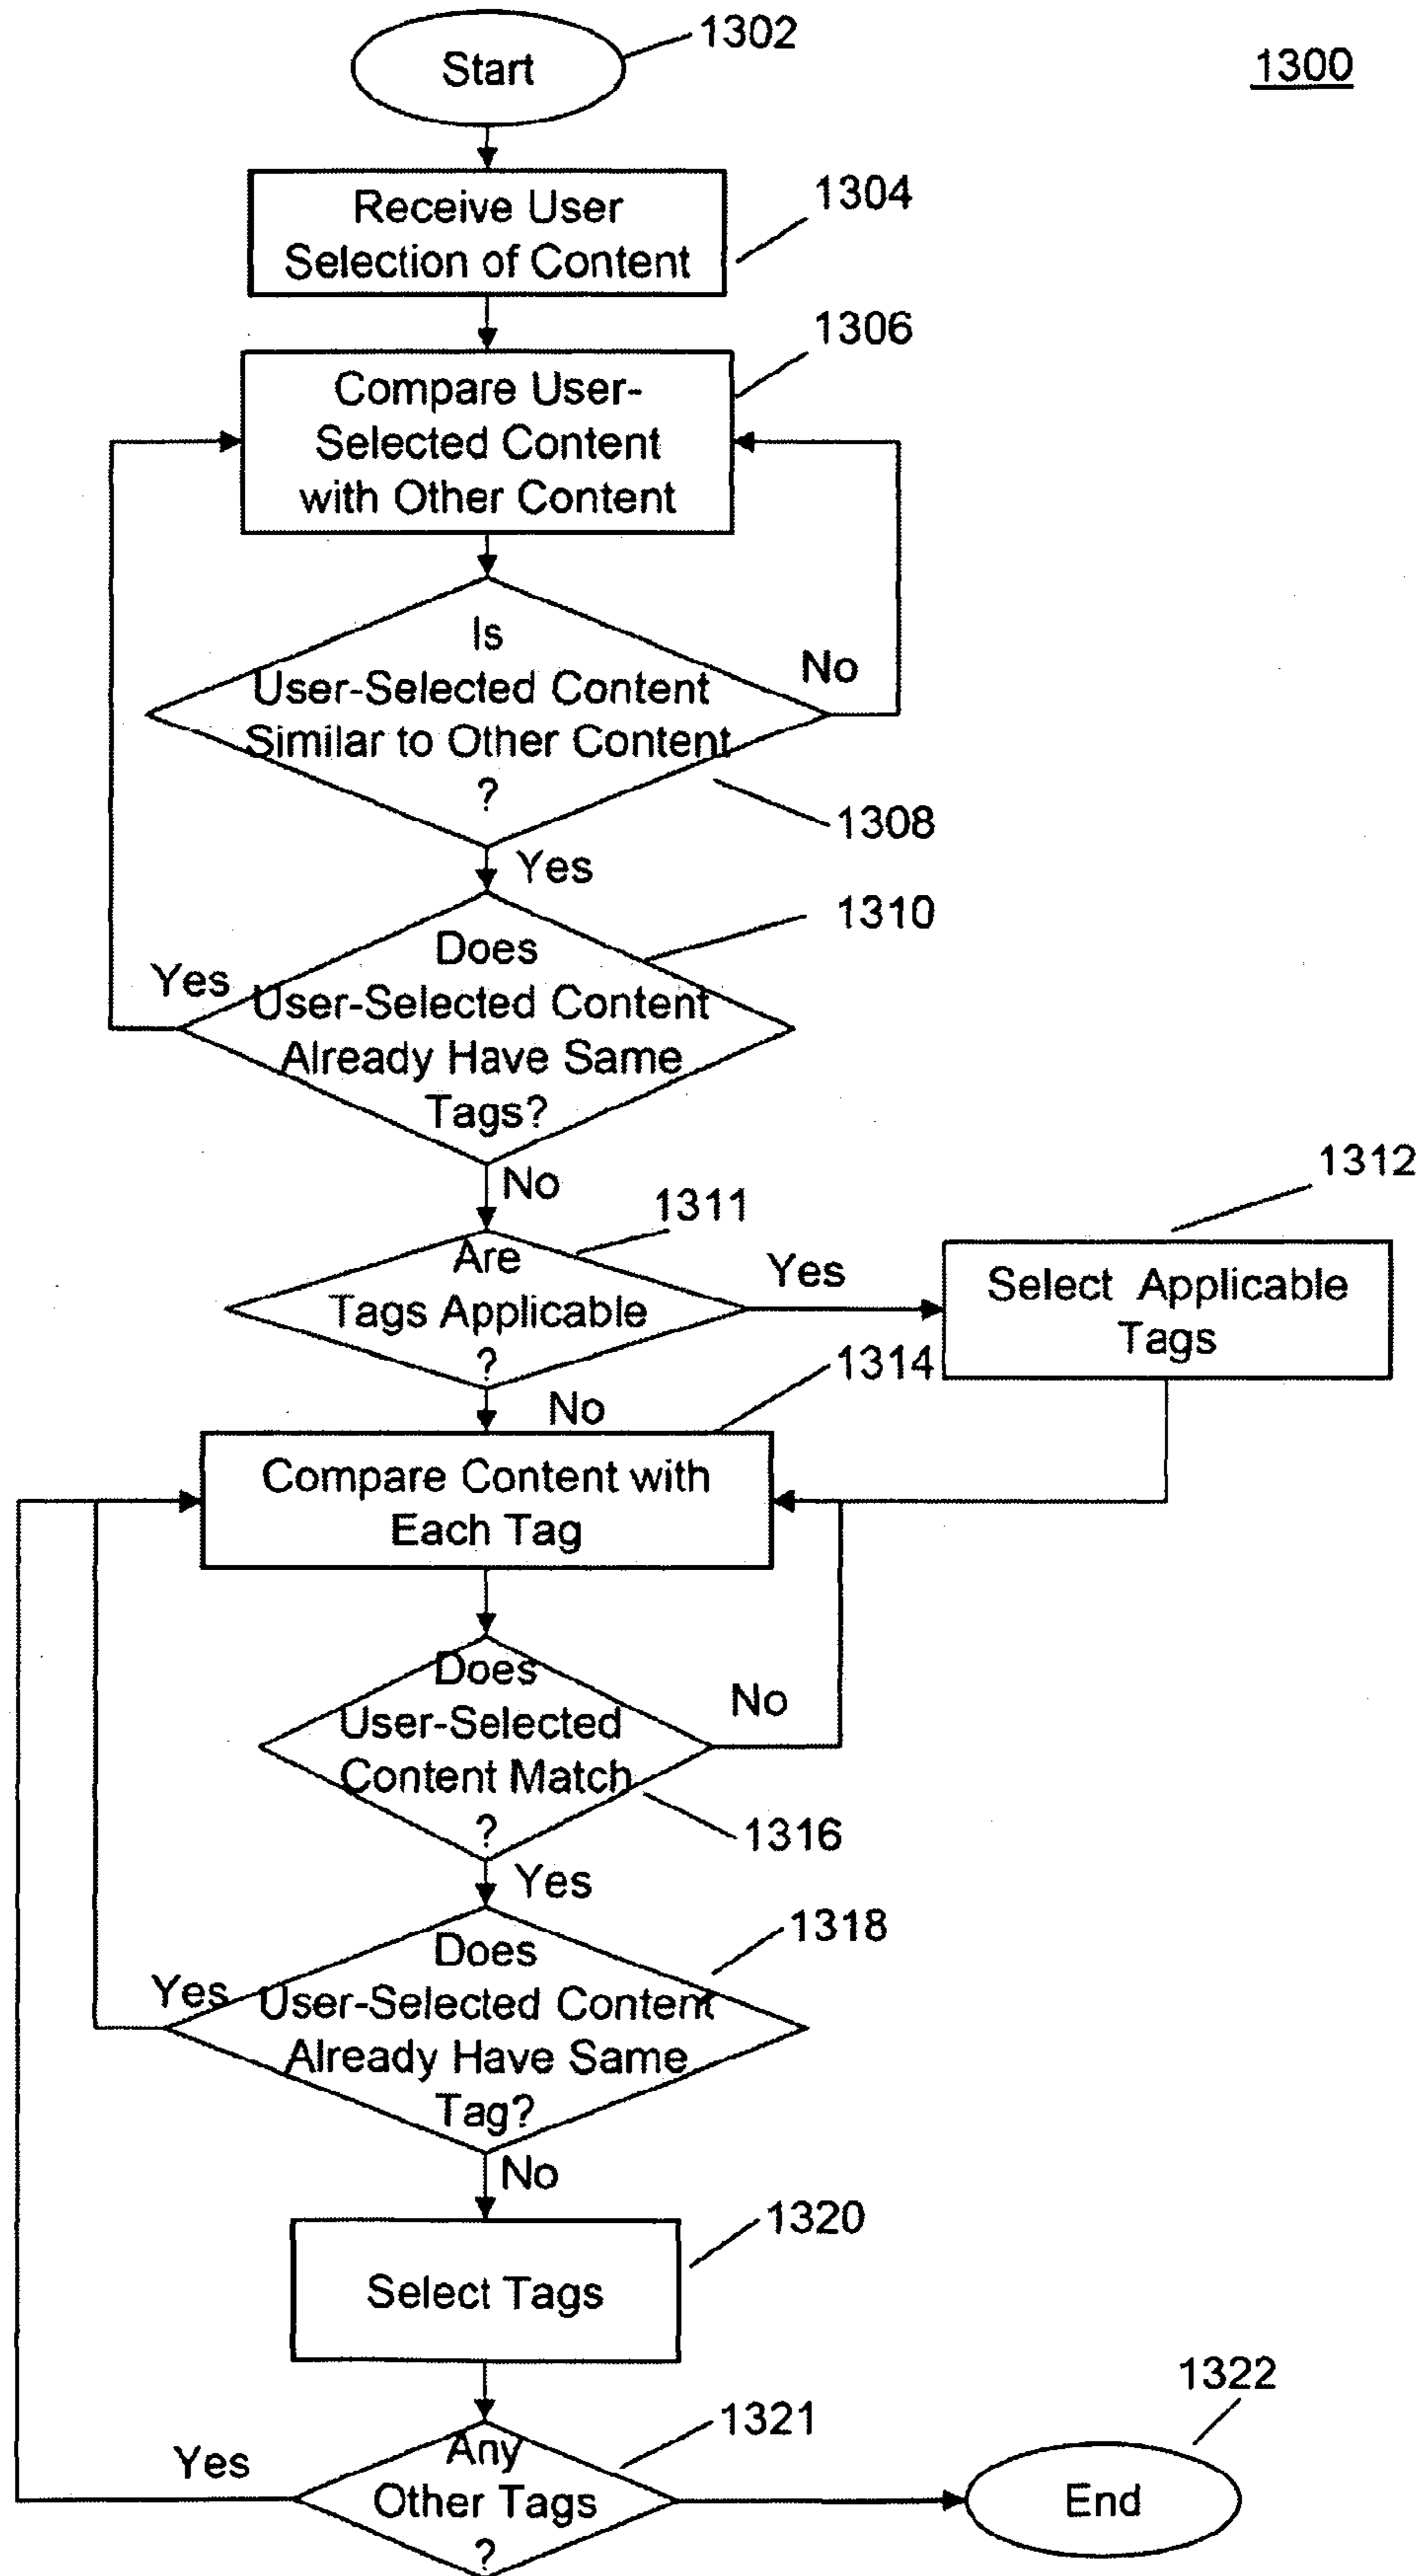 1302
Start
1300
Receive User
Selection of Content
1304
1306
Compare User-
Selected Content
with Other Content
Is
User-Selected Content
Similar to Other Content
?
No
1308
Yes
1310
Does
User-Selected Content
Already Have Same
Tags?
Yes
No
1311
Are
Tags Applicable
?
Yes
1312
Select Applicable
Tags
1314
No
Compare Content with
Each Tag
Does
User-Selected
Content Match
?
No
1316
Yes
1318
Does
User-Selected Content
Already Have Same
Tag?
Yes
No
1320
Select Tags
1321
Any
Other Tags
?
Yes
1322
End